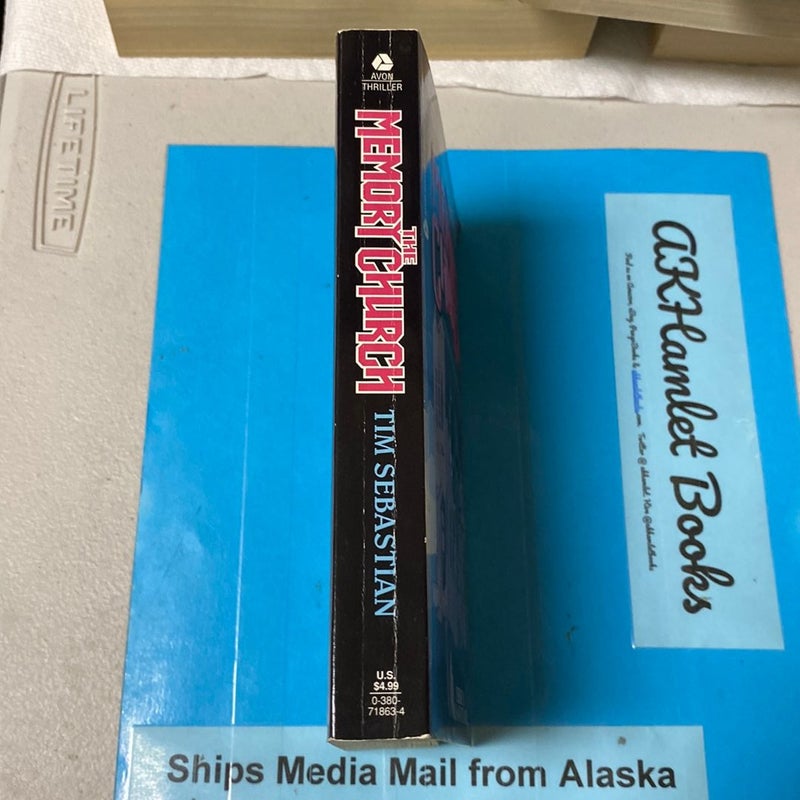 LIFETIME
AVON
THRILLER
THE
MEMORY CHURCH
TIM SEBASTIAN
U.S.
$4.99
0-380-
71863-4
AKHamlet Books
Ships Media Mail from Alaska